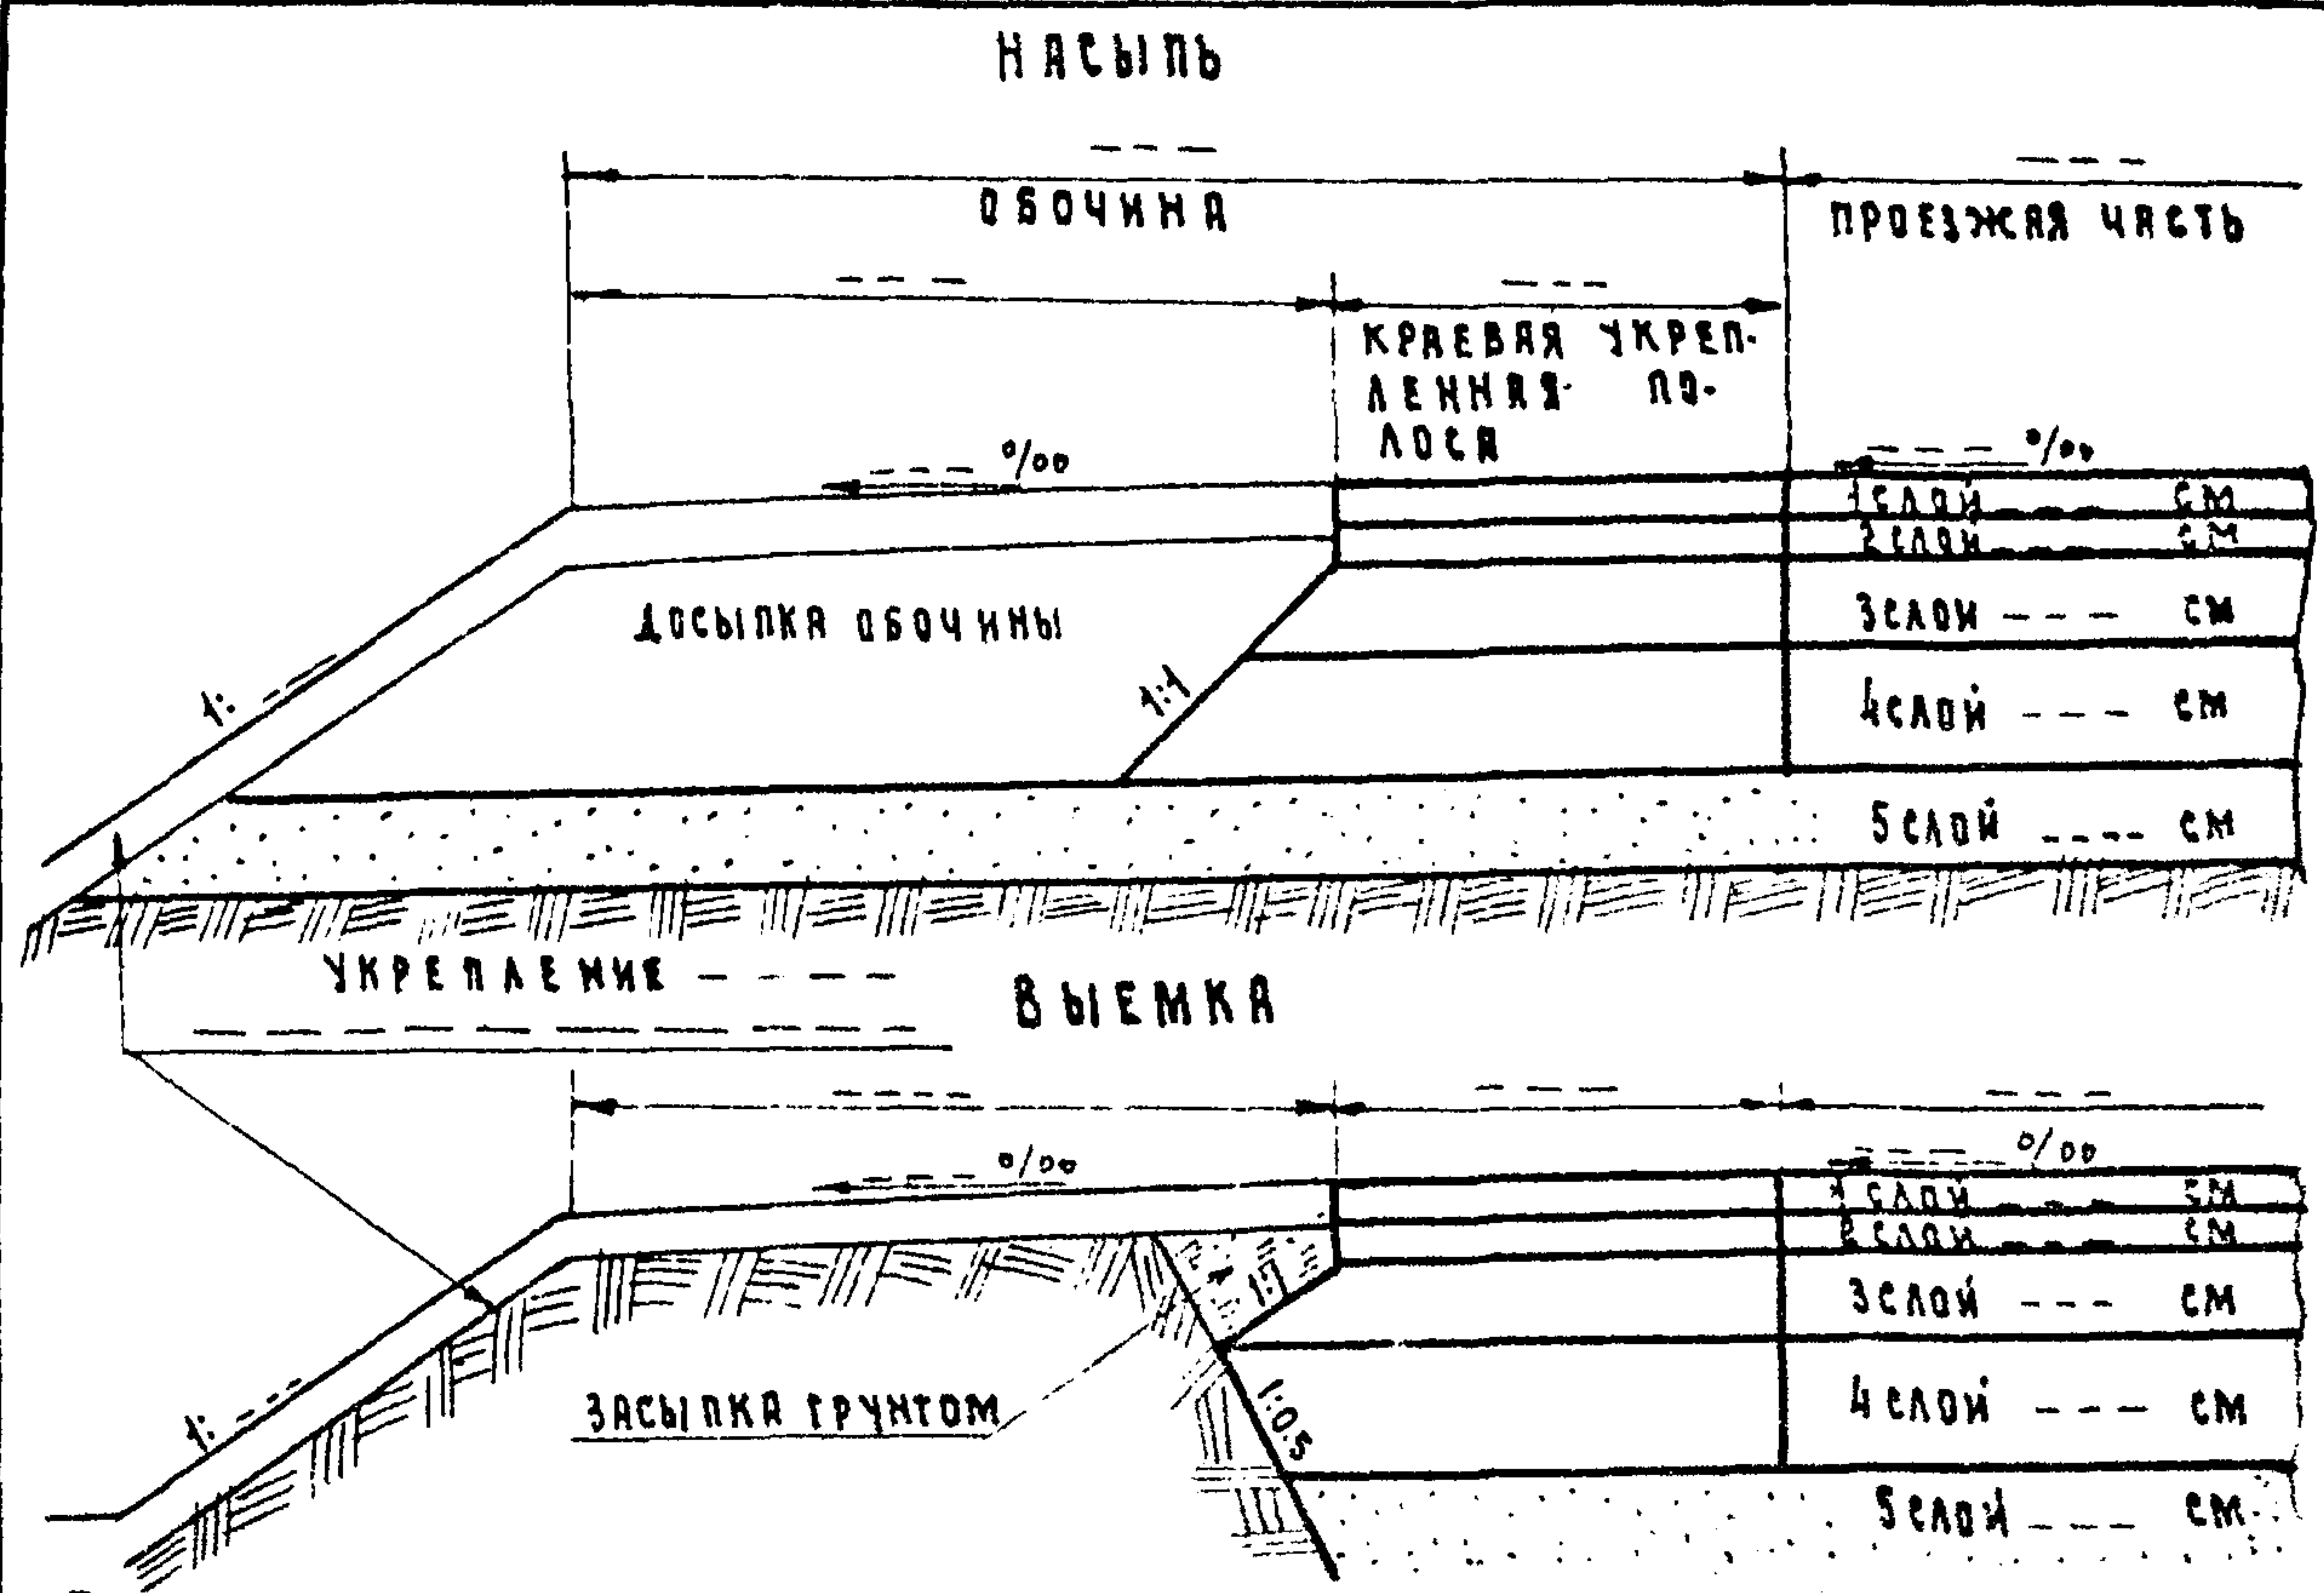 НАСЫПЬ
ОБОЧИНА
ПРОЕЗЖАЯ ЧАСТЬ
КРАЕВАЯ УКРЕП-
ЛЕННАЯ ПО-
ЛОСА
--- ‰
--- ‰
1 СЛОЙ --- СМ
2 СЛОЙ --- СМ
3 СЛОЙ --- СМ
4 СЛОЙ --- СМ
5 СЛОЙ --- СМ
ДОСЫПКА ОБОЧИНЫ
1:1
1: ---
УКРЕПЛЕНИЕ ----
ВЫЕМКА
--- ‰
--- ‰
1 СЛОЙ --- СМ
2 СЛОЙ --- СМ
3 СЛОЙ --- СМ
4 СЛОЙ --- СМ
5 СЛОЙ --- СМ
1:1
1:0.5
1: ---
ЗАСЫПКА ГРУНТОМ